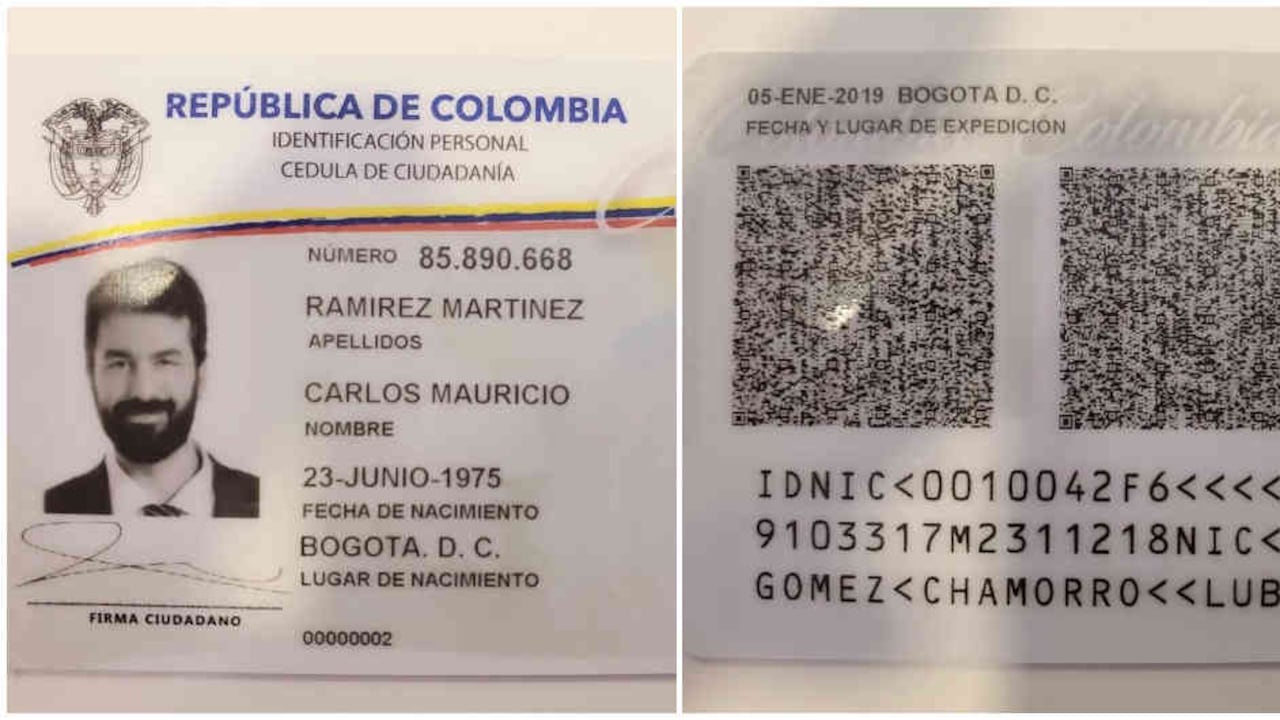 REPÚBLICA DE COLOMBIA
IDENTIFICACIÓN PERSONAL
CEDULA DE CIUDADANÍA
NÚMERO 85.890.668
RAMIREZ MARTINEZ
APELLIDOS
CARLOS MAURICIO
NOMBRE
23-JUNIO-1975
FECHA DE NACIMIENTO
BOGOTA. D. C.
LUGAR DE NACIMIENTO
FIRMA CIUDADANO
00000002
05-ENE-2019 BOGOTA D. C.
FECHA Y LUGAR DE EXPEDICIÓN
Colombia
IDNIC<0010042F6<<<<
9103317M2311218NIC<
GOMEZ<CHAMORRO<<LUB